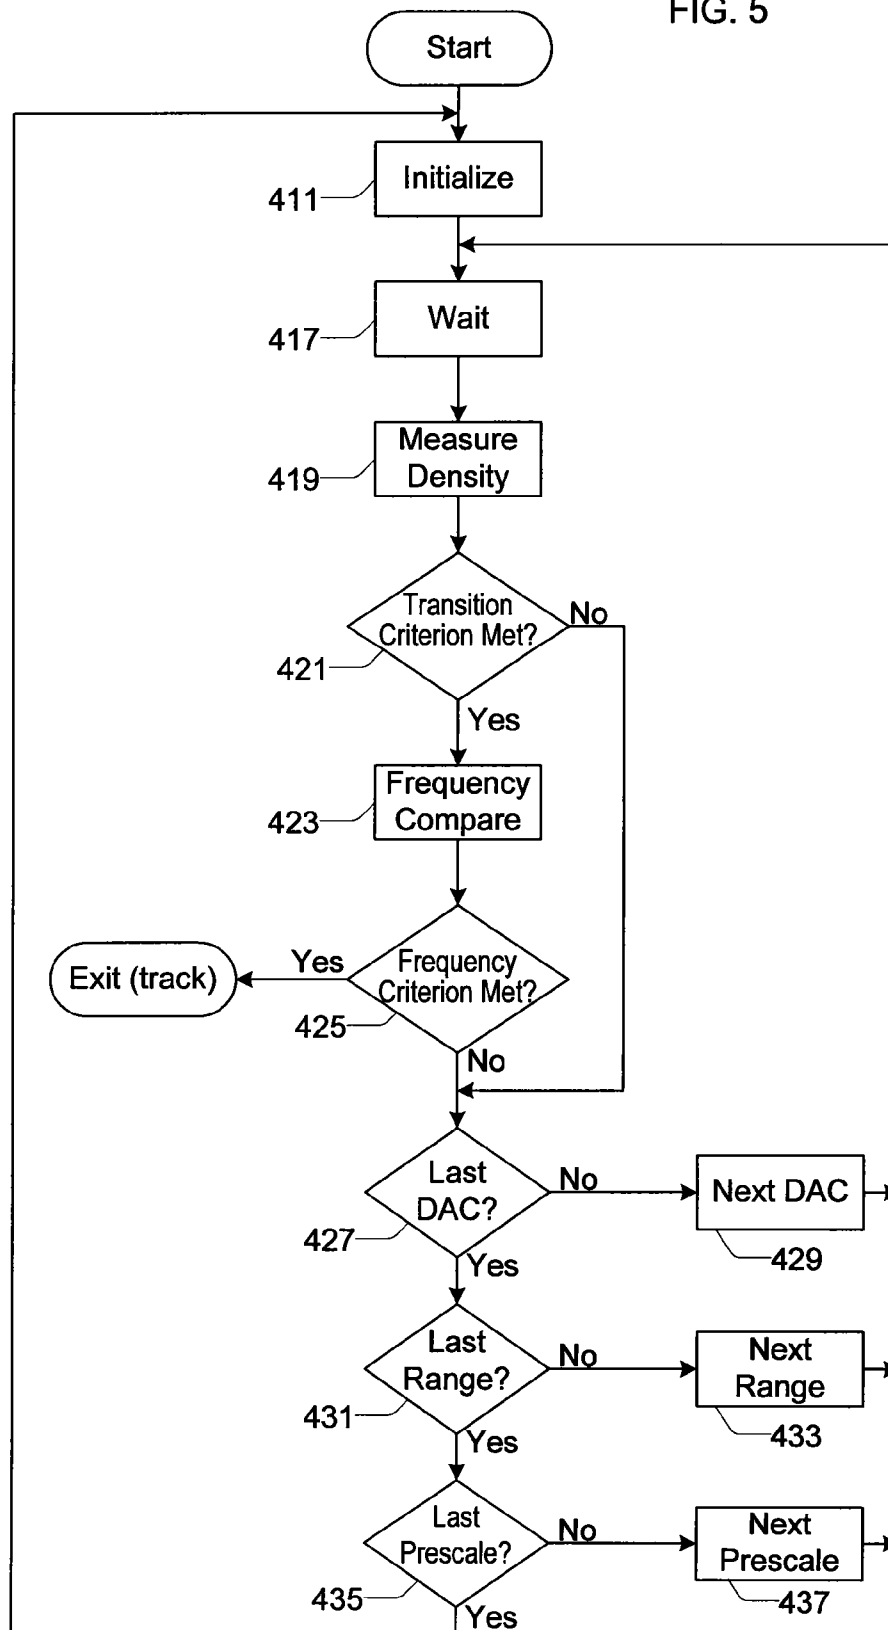 FIG. 5
Start
Initialize
411
Wait
417
Measure
Density
419
Transition
Criterion Met?
No
421
Yes
Frequency
Compare
423
Exit (track)
Yes
Frequency
Criterion Met?
425
No
Last
DAC?
No
Next DAC
427
429
Yes
Last
Range?
No
Next
Range
431
433
Yes
Last
Prescale?
No
Next
Prescale
435
437
Yes